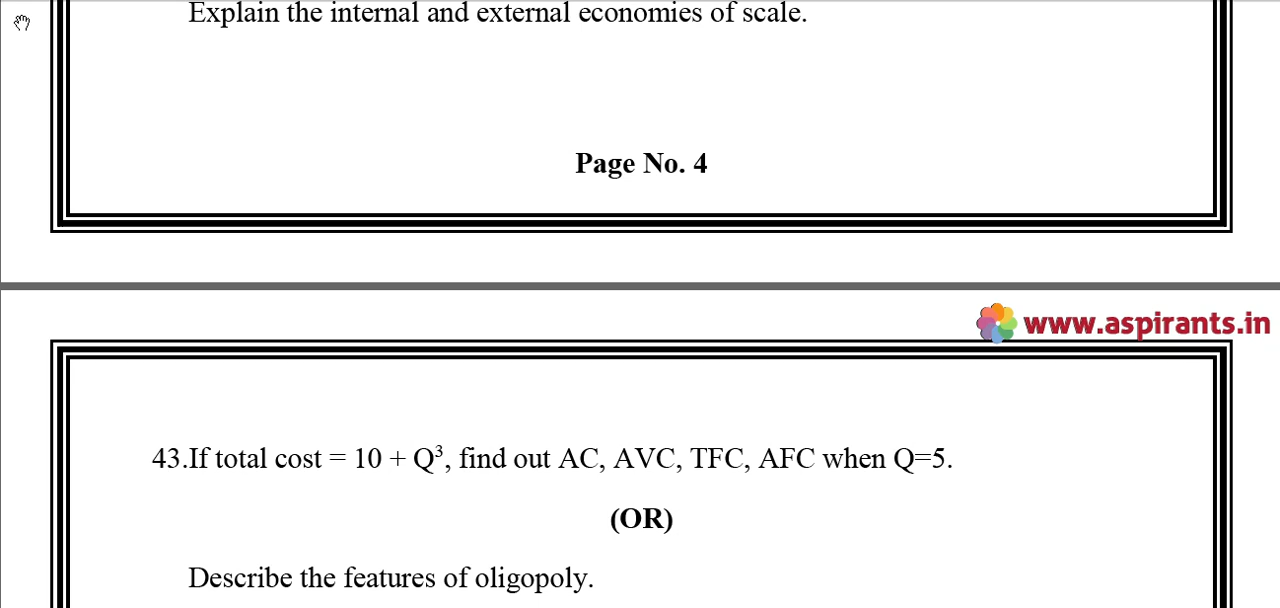 Explain the internal and external economies of scale.
Page No. 4
www.aspirants.in
43.If total cost = 10 + Q³, find out AC, AVC, TFC, AFC when Q=5.
(OR)
Describe the features of oligopoly.